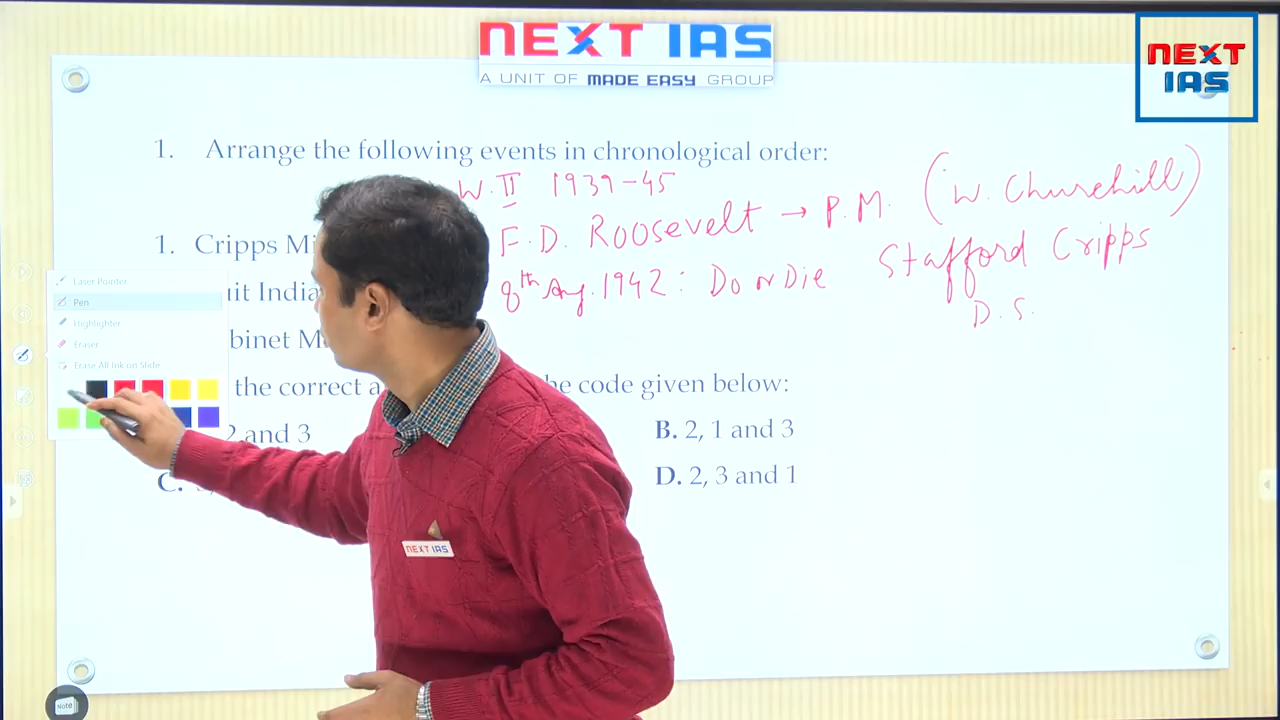 NEXT IAS
A UNIT OF MADE EASY GROUP
NEXT
IAS
1. Arrange the following events in chronological order:
W. II 1939-45
F. D. Roosevelt → P.M. (W. Churchill)
1. Cripps Mi
Stafford Cripps
uit India
8th Aug. 1942: Do or Die
D. S.
binet M
the correct a
he code given below:
2 and 3
B. 2, 1 and 3
C.
D. 2, 3 and 1
Laser Pointer
Pen
Highlighter
Eraser
Erase All Ink on Slide
NEXT IAS
Note